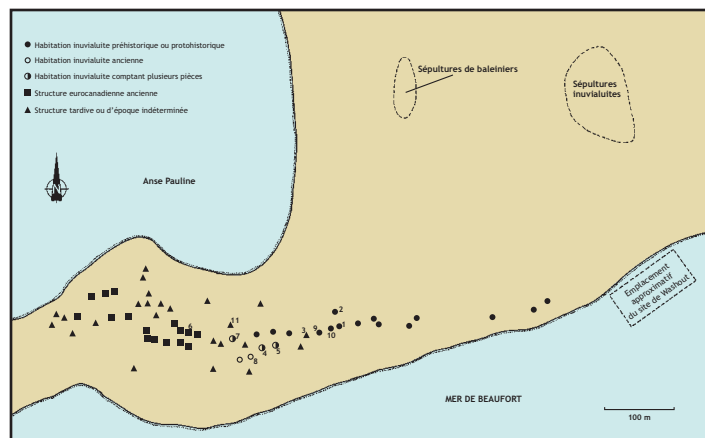 Habitation inuvialuite préhistorique ou protohistorique
Habitation inuvialuite ancienne
Habitation inuvialuite comptant plusieurs pièces
Structure eurocanadienne ancienne
Structure tardive ou d'époque indéterminée
Sépultures de baleiniers
Sépultures
inuvialuites
N
Anse Pauline
Emplacement
approximatif
du site de Washout
2
11
6
3
9
1
10
7
4
5
8
MER DE BEAUFORT
100 m